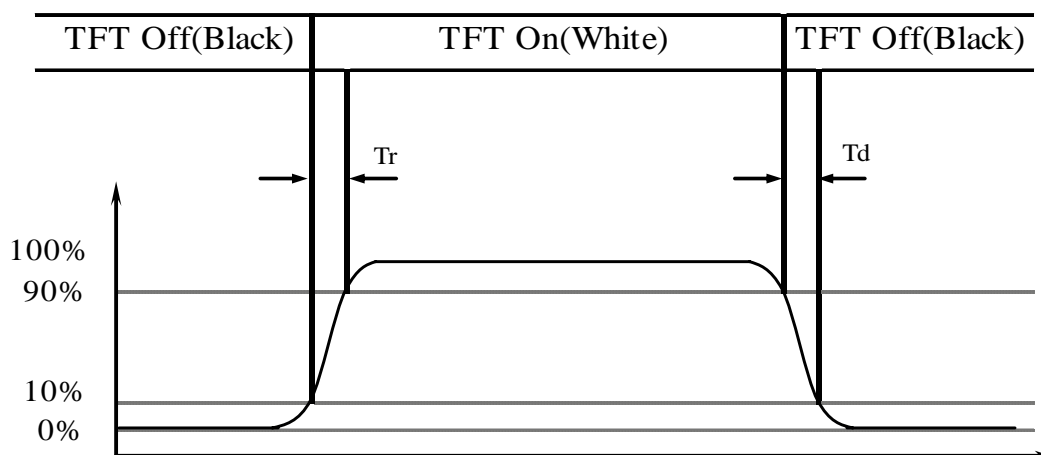 TFT Off(Black) TFT On(White) TFT Off(Black)
Tr Td
100%
90%
10%
0%